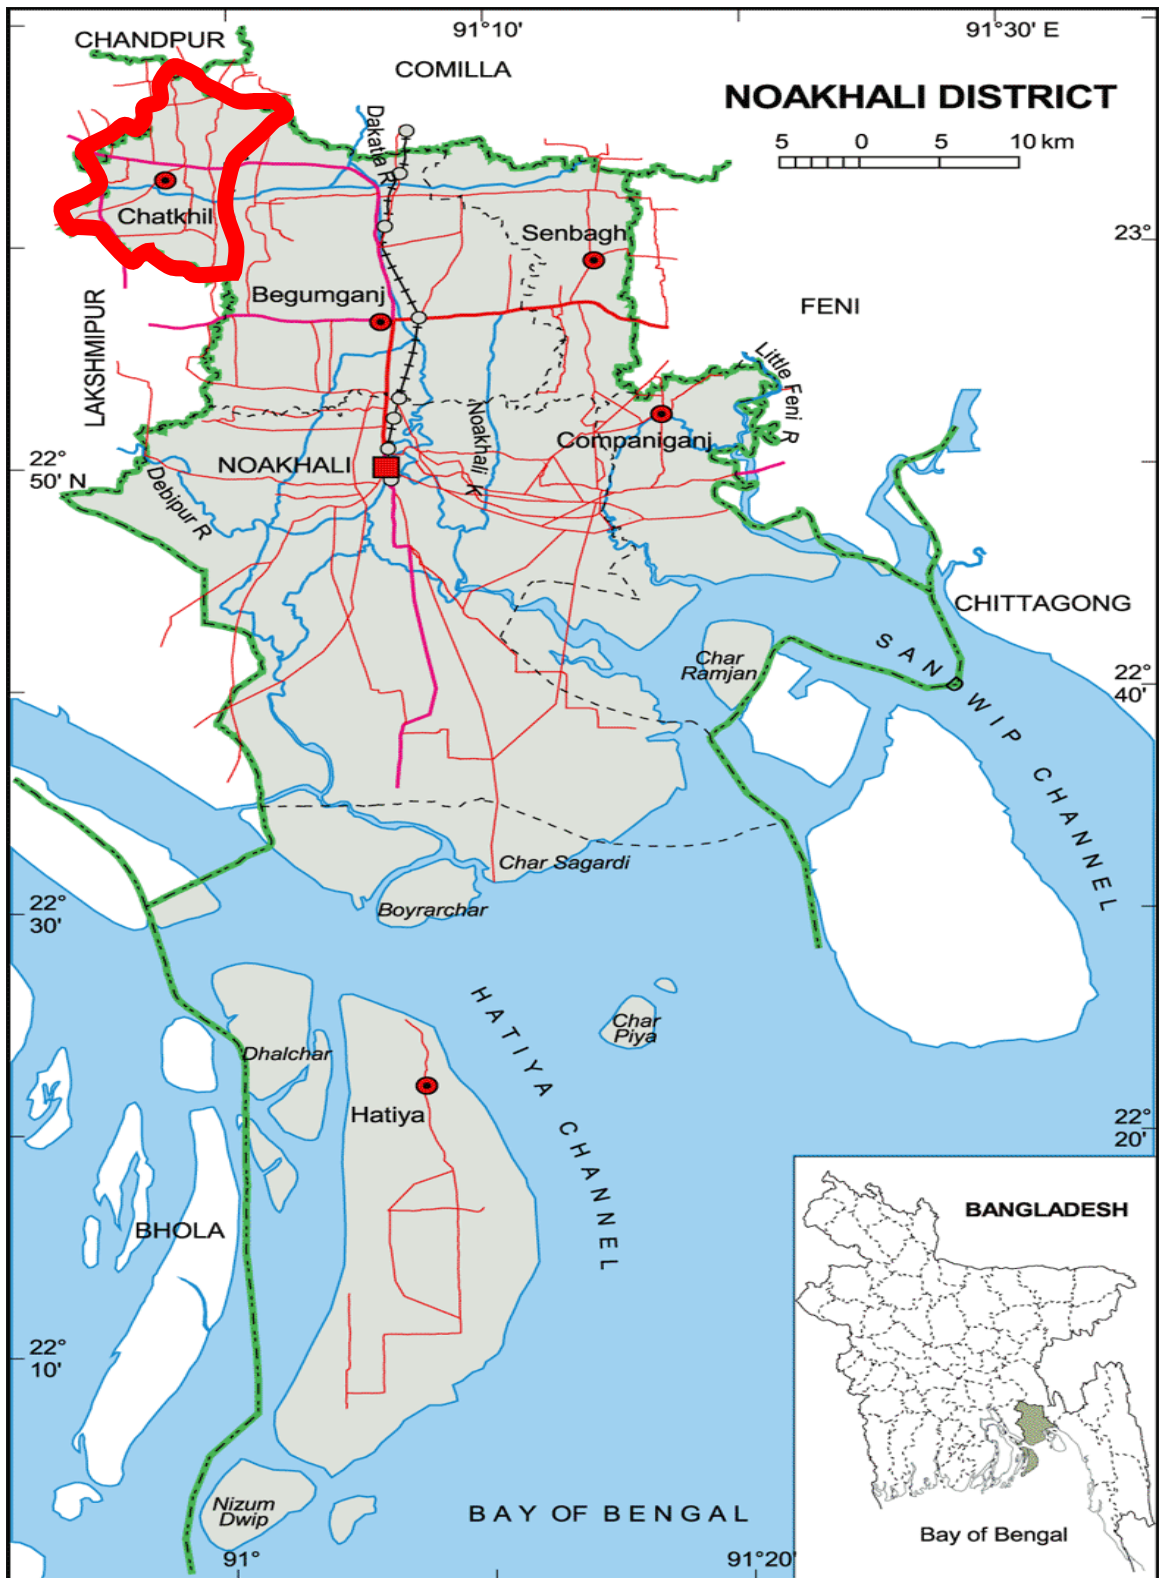 91°10'
91°30' E
CHANDPUR
COMILLA
NOAKHALI DISTRICT
5 0 5 10 km
Dakatia R
Chatkhil
Senbagh
23°
Begumganj
FENI
LAKSHMIPUR
Little Feni R
Noakhali K
Companiganj
22°
50' N
NOAKHALI
Debipur R
CHITTAGONG
SANDWIP CHANNEL
Char
Ramjan
22°
40'
Char Sagardi
Boyrarchar
22°
30'
HATIYA CHANNEL
Char
Piya
Dhalchar
Hatiya
22°
20'
BHOLA
BANGLADESH
22°
10'
Nizum
Dwip
BAY OF BENGAL
Bay of Bengal
91°
91°20'